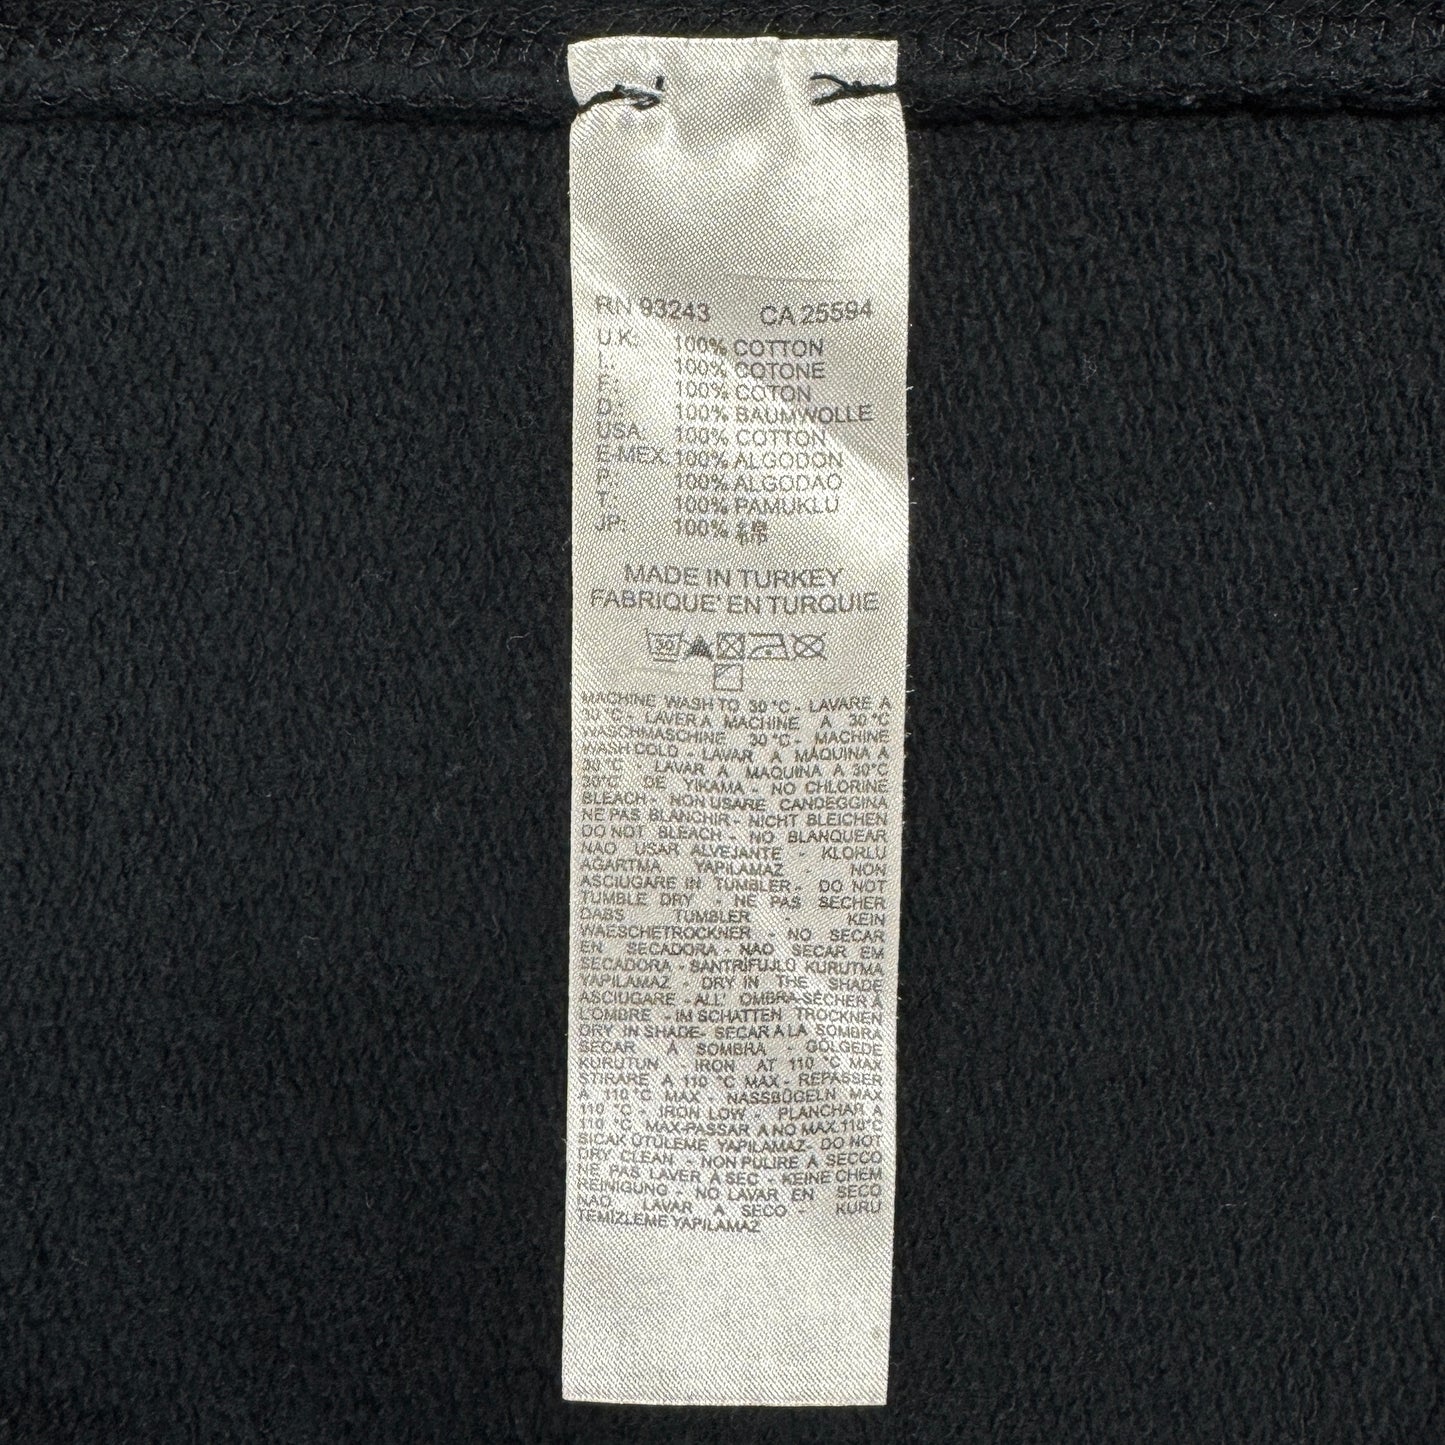 RN 93243 CA 25594
U.K: 100% COTTON
I.: 100% COTONE
F.: 100% COTON
D.: 100% BAUMWOLLE
USA. 100% COTTON
E-MEX. 100% ALGODON
P. 100% ALGODAO
T: 100% PAMUKLU
JP: 100%
MADE IN TURKEY
FABRIQUE' EN TURQUIE
30
MACHINE WASH TO 30 °C - LAVARE A
30 °C - LAVER A MACHINE A 30 °C
WASCHMASCHINE 30 °C - MACHINE
WASH COLD - LAVAR A MAQUINA A
30 °C - LAVAR A MAQUINA A 30°C
30°C DE YIKAMA - NO CHLORINE
BLEACH - NON USARE CANDEGGINA
NE PAS BLANCHIR - NICHT BLEICHEN
DO NOT BLEACH - NO BLANQUEAR
NAO USAR ALVEJANTE - KLORLU
AGARTMA YAPILAMAZ - NON
ASCIUGARE IN TUMBLER - DO NOT
TUMBLE DRY - NE PAS SECHER
DABS TUMBLER - KEIN
WAESCHETROCKNER - NO SECAR
EN SECADORA - NAO SECAR EM
SECADORA - SANTRİFUJLÜ KURUTMA
YAPILAMAZ - DRY IN THE SHADE
ASCIUGARE - ALL' OMBRA-SÉCHER À
L'OMBRE - IM SCHATTEN TROCKNEN
DRY IN SHADE- SECAR A LA SOMBRA
SECAR A SOMBRA - GÖLGEDE
KURUTUN - IRON AT 110 °C MAX
STIRARE A 110 °C MAX - REPASSER
A 110 °C MAX - NASSBÜGELN MAX
110 °C - IRON LOW - PLANCHAR A
110 °C. MAX-PASSAR A NO MAX.110°C
SICAK ÜTÜLEME YAPILAMAZ- DO NOT
DRY CLEAN - NON PULIRE A SECCO
NE PAS LAVER A SEC - KEINE CHEM
REINIGUNG - NO LAVAR EN SECO
NAO LAVAR A SECO - KURU
TEMIZLEME YAPILAMAZ